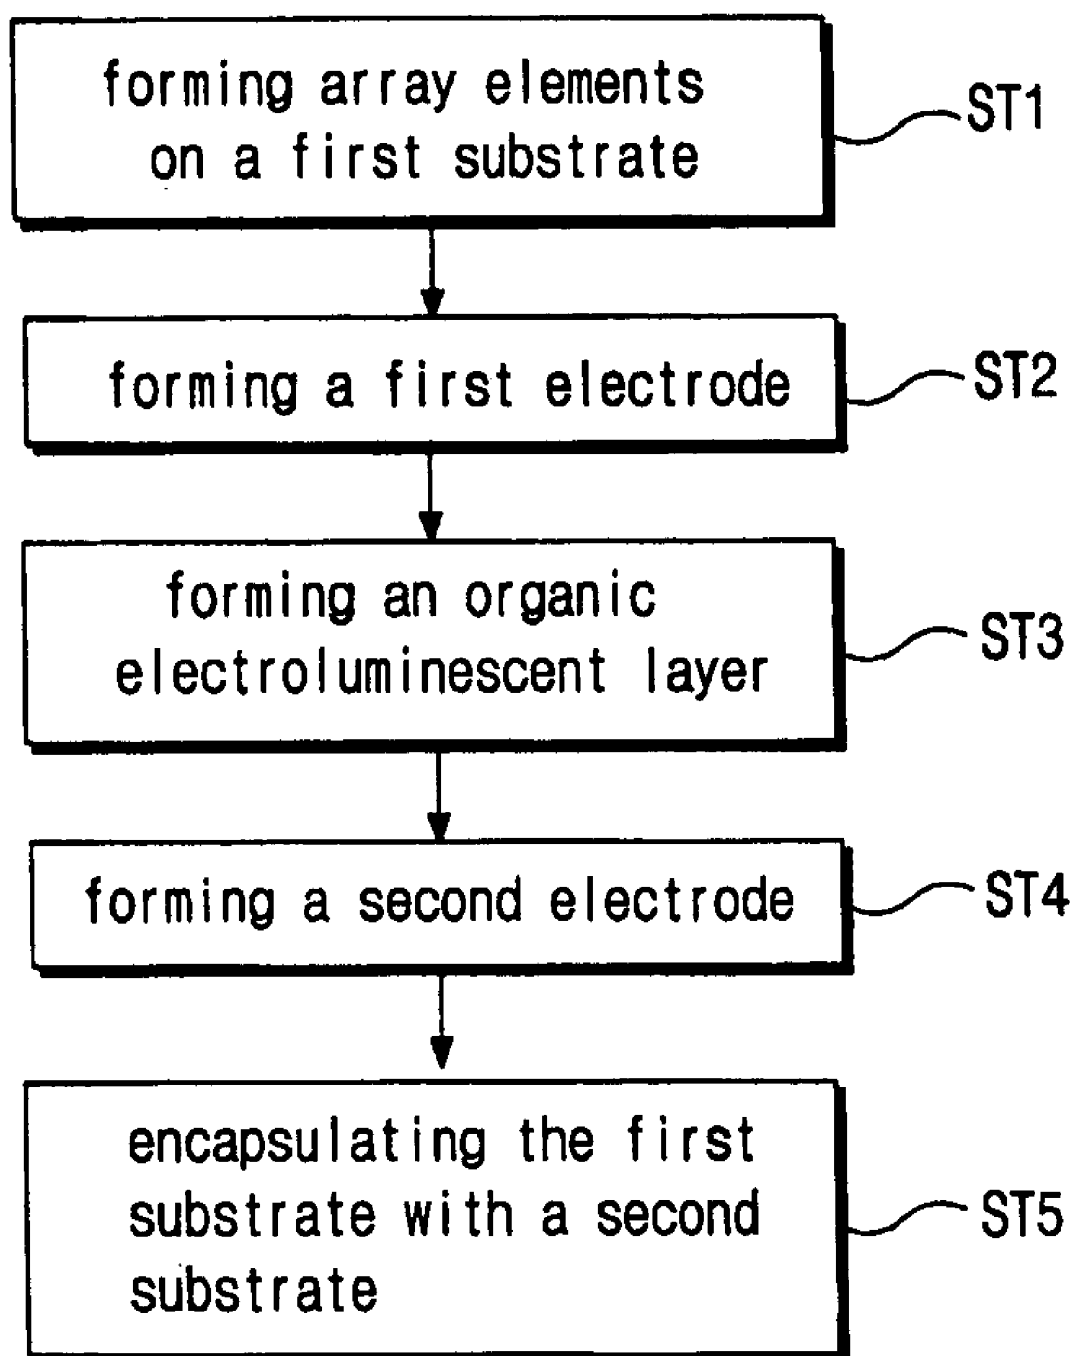 forming array elements
on a first substrate
ST1
forming a first electrode
ST2
forming an organic
electroluminescent layer
ST3
forming a second electrode
ST4
encapsulating the first
substrate with a second
substrate
ST5